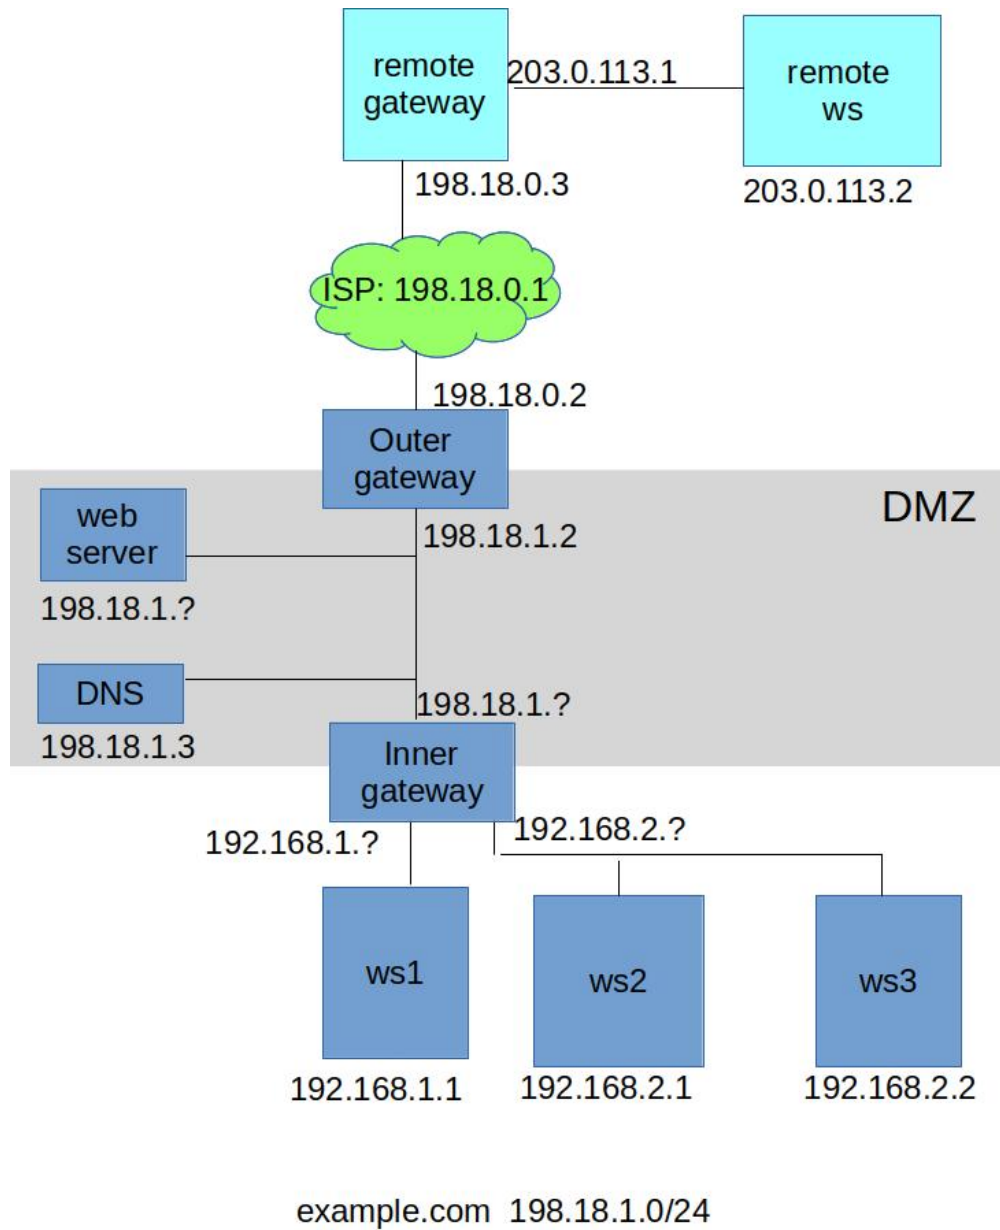 remote
gateway
203.0.113.1
remote
ws
198.18.0.3
203.0.113.2
ISP: 198.18.0.1
198.18.0.2
Outer
gateway
DMZ
web
server
198.18.1.2
198.18.1.?
DNS
198.18.1.?
198.18.1.3
Inner
gateway
192.168.1.?
192.168.2.?
ws1
ws2
ws3
192.168.1.1
192.168.2.1
192.168.2.2
example.com  198.18.1.0/24